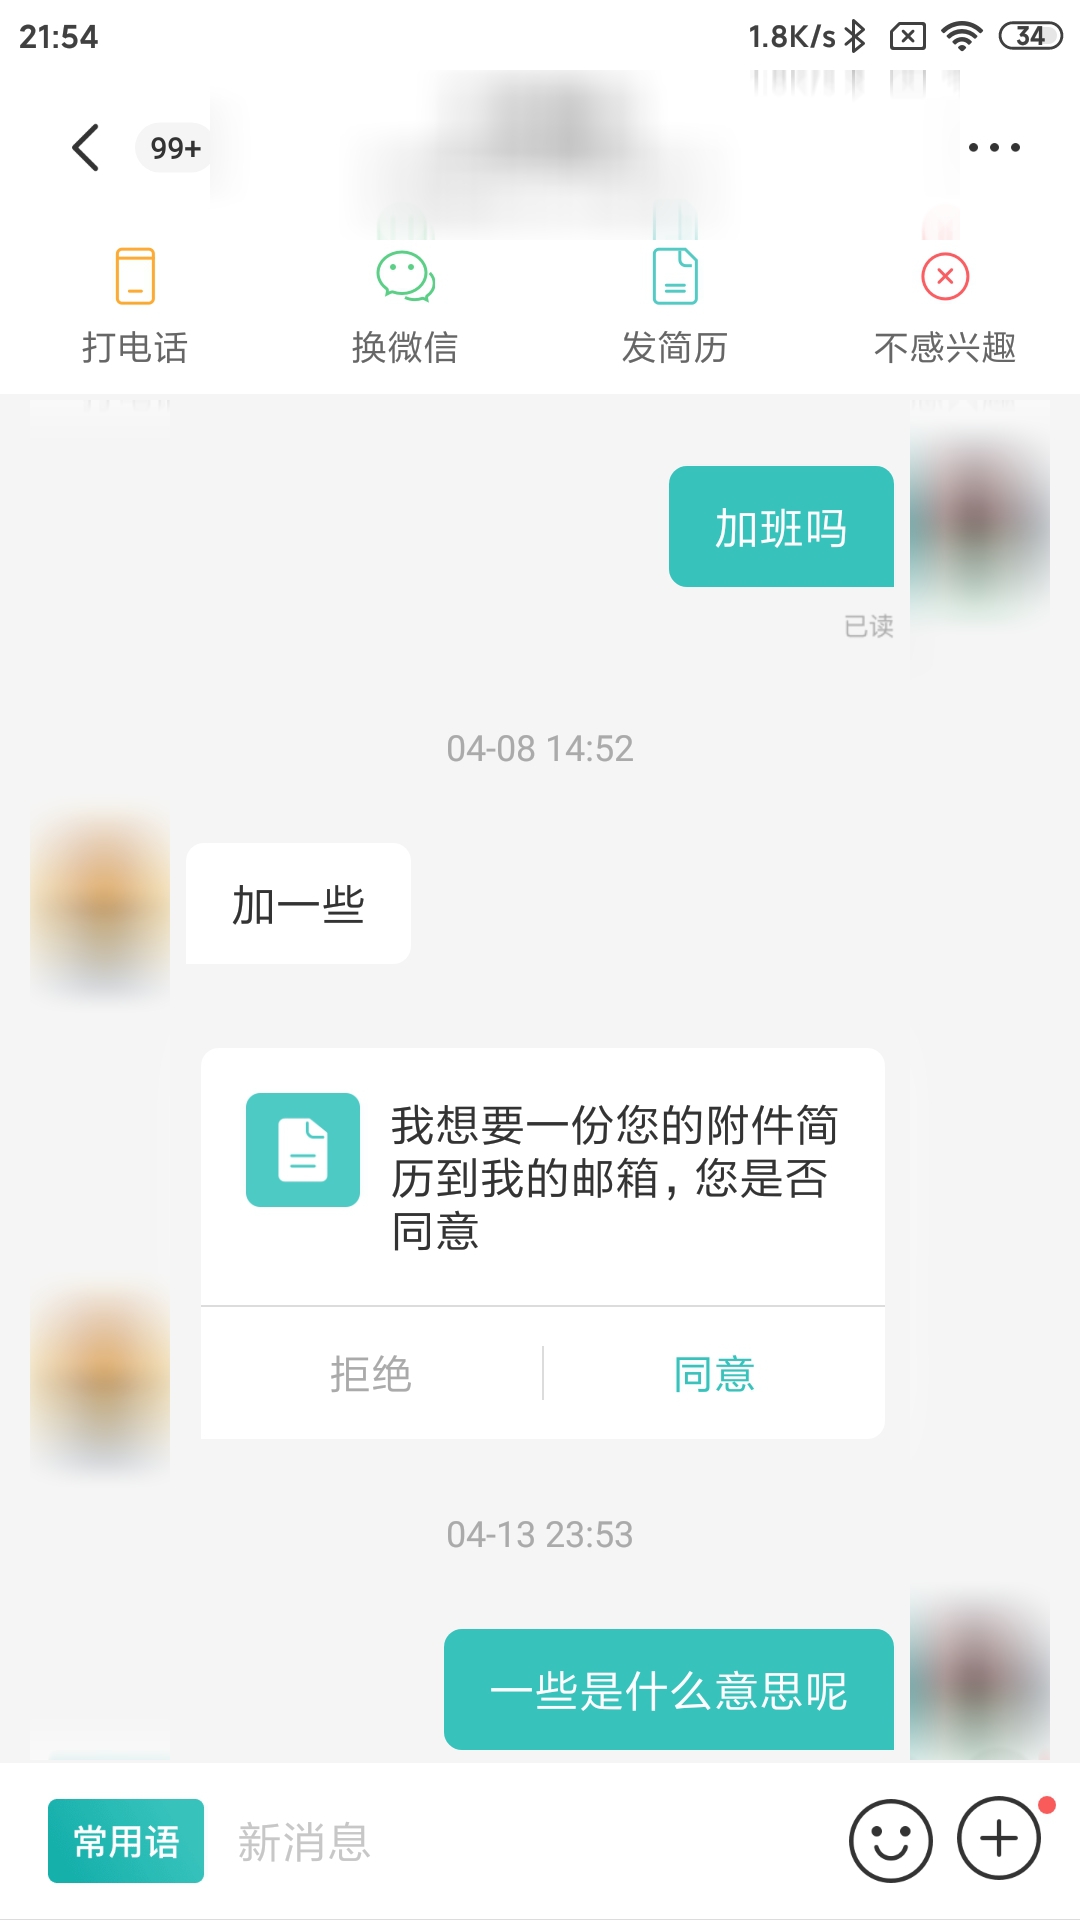 21:54 1.8K/s 34
99+
打电话 换微信 发简历 不感兴趣
加班吗
已读
04-08 14:52
加一些
我想要一份您的附件简
历到我的邮箱，您是否
同意
拒绝 同意
04-13 23:53
一些是什么意思呢
常用语 新消息